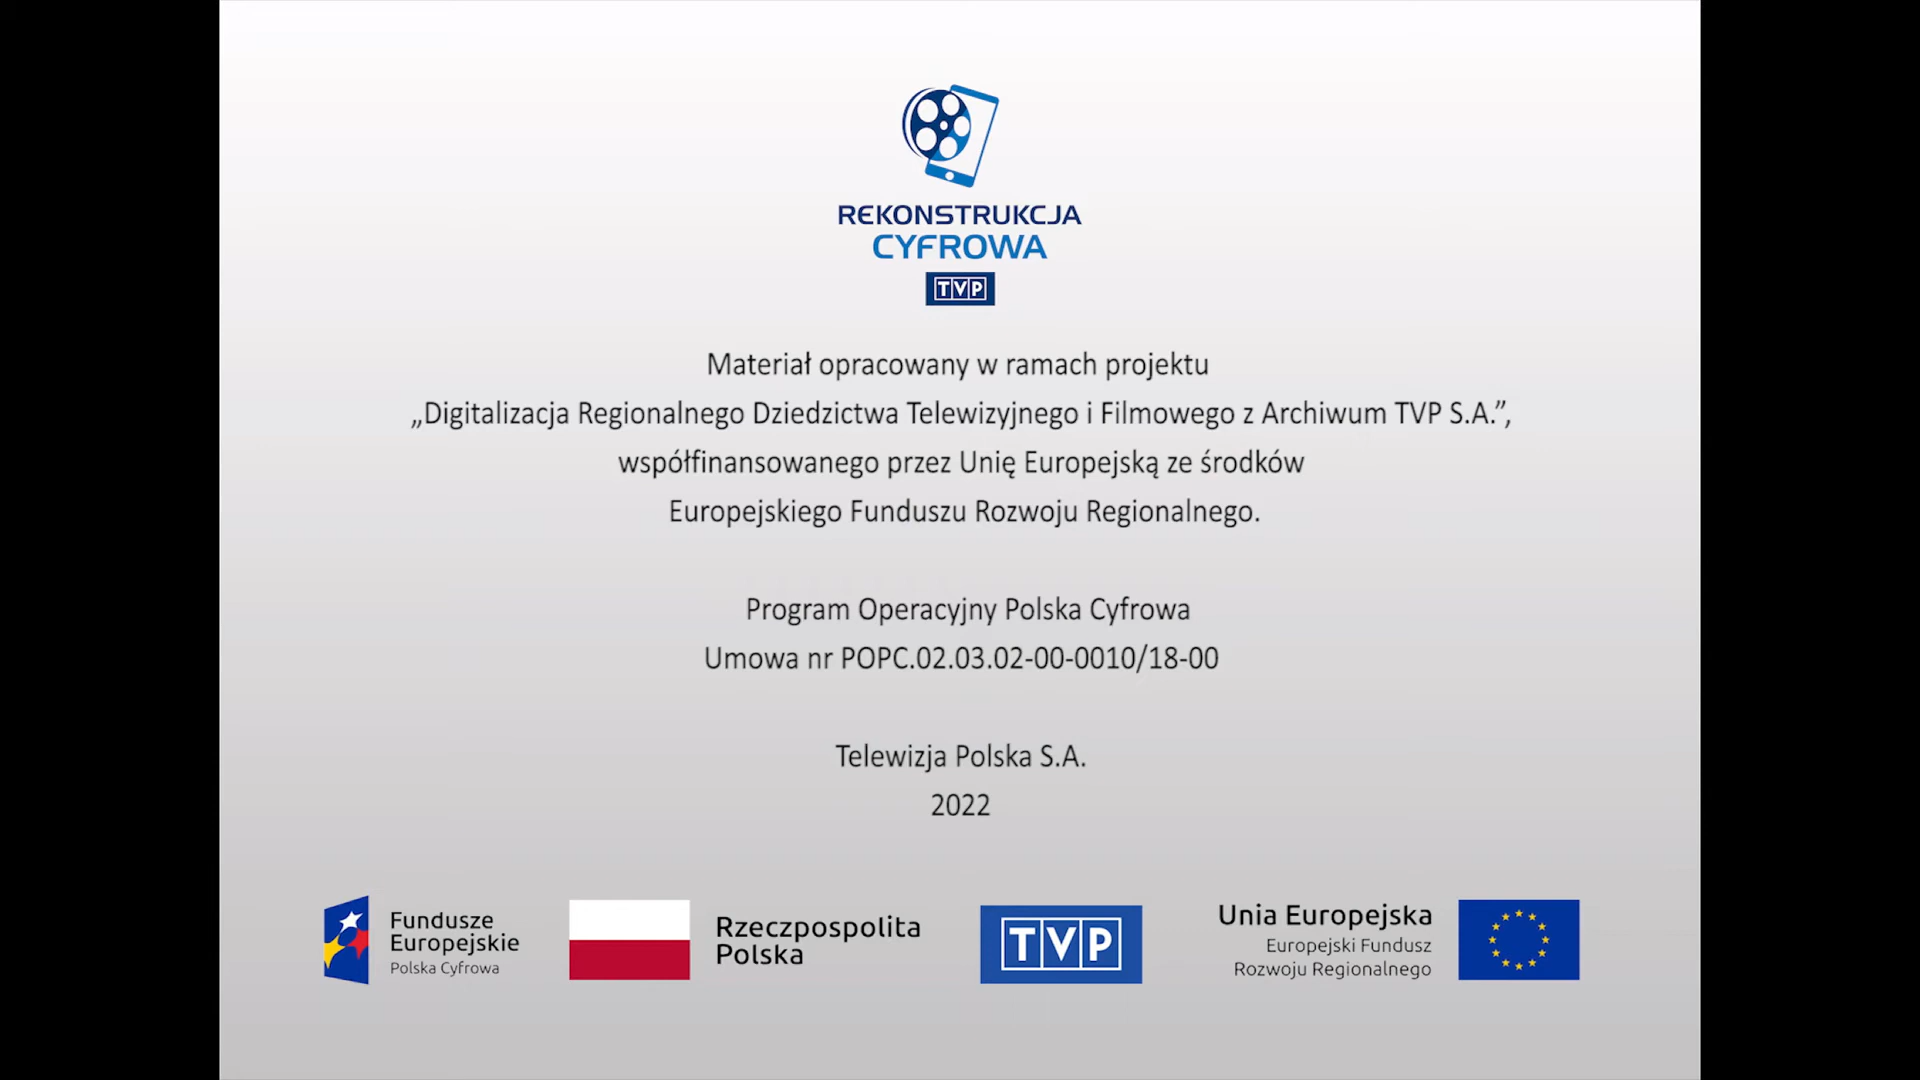 REKONSTRUKCJA
CYFROWA
TVP
Materiał opracowany w ramach projektu
„Digitalizacja Regionalnego Dziedzictwa Telewizyjnego i Filmowego z Archiwum TVP S.A.”,
współfinansowanego przez Unię Europejską ze środków
Europejskiego Funduszu Rozwoju Regionalnego.
Program Operacyjny Polska Cyfrowa
Umowa nr POPC.02.03.02-00-0010/18-00
Telewizja Polska S.A.
2022
Fundusze
Europejskie
Polska Cyfrowa
Rzeczpospolita
Polska
TVP
Unia Europejska
Europejski Fundusz
Rozwoju Regionalnego